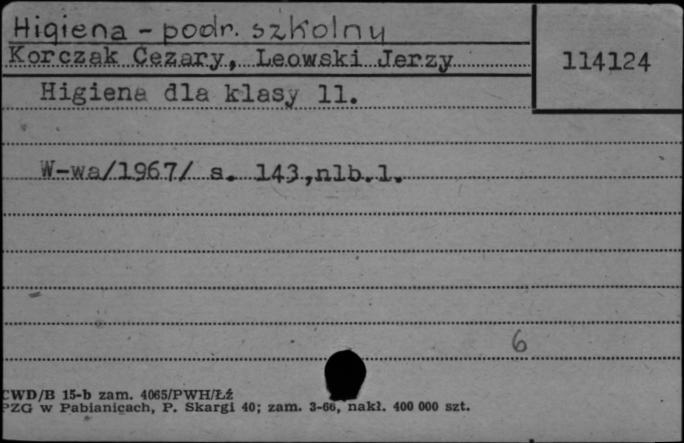 Higiena - podr. szkolny
Korczak Cezary, Leowski Jerzy
114124
Higiena dla klasy 11.
W-wa/1967/ s. 143,nlb.1.
6
CWD/B 15-b zam. 4065/PWH/Łź
PZG w Pabianicach, P. Skargi 40; zam. 3-66, nakł. 400 000 szt.